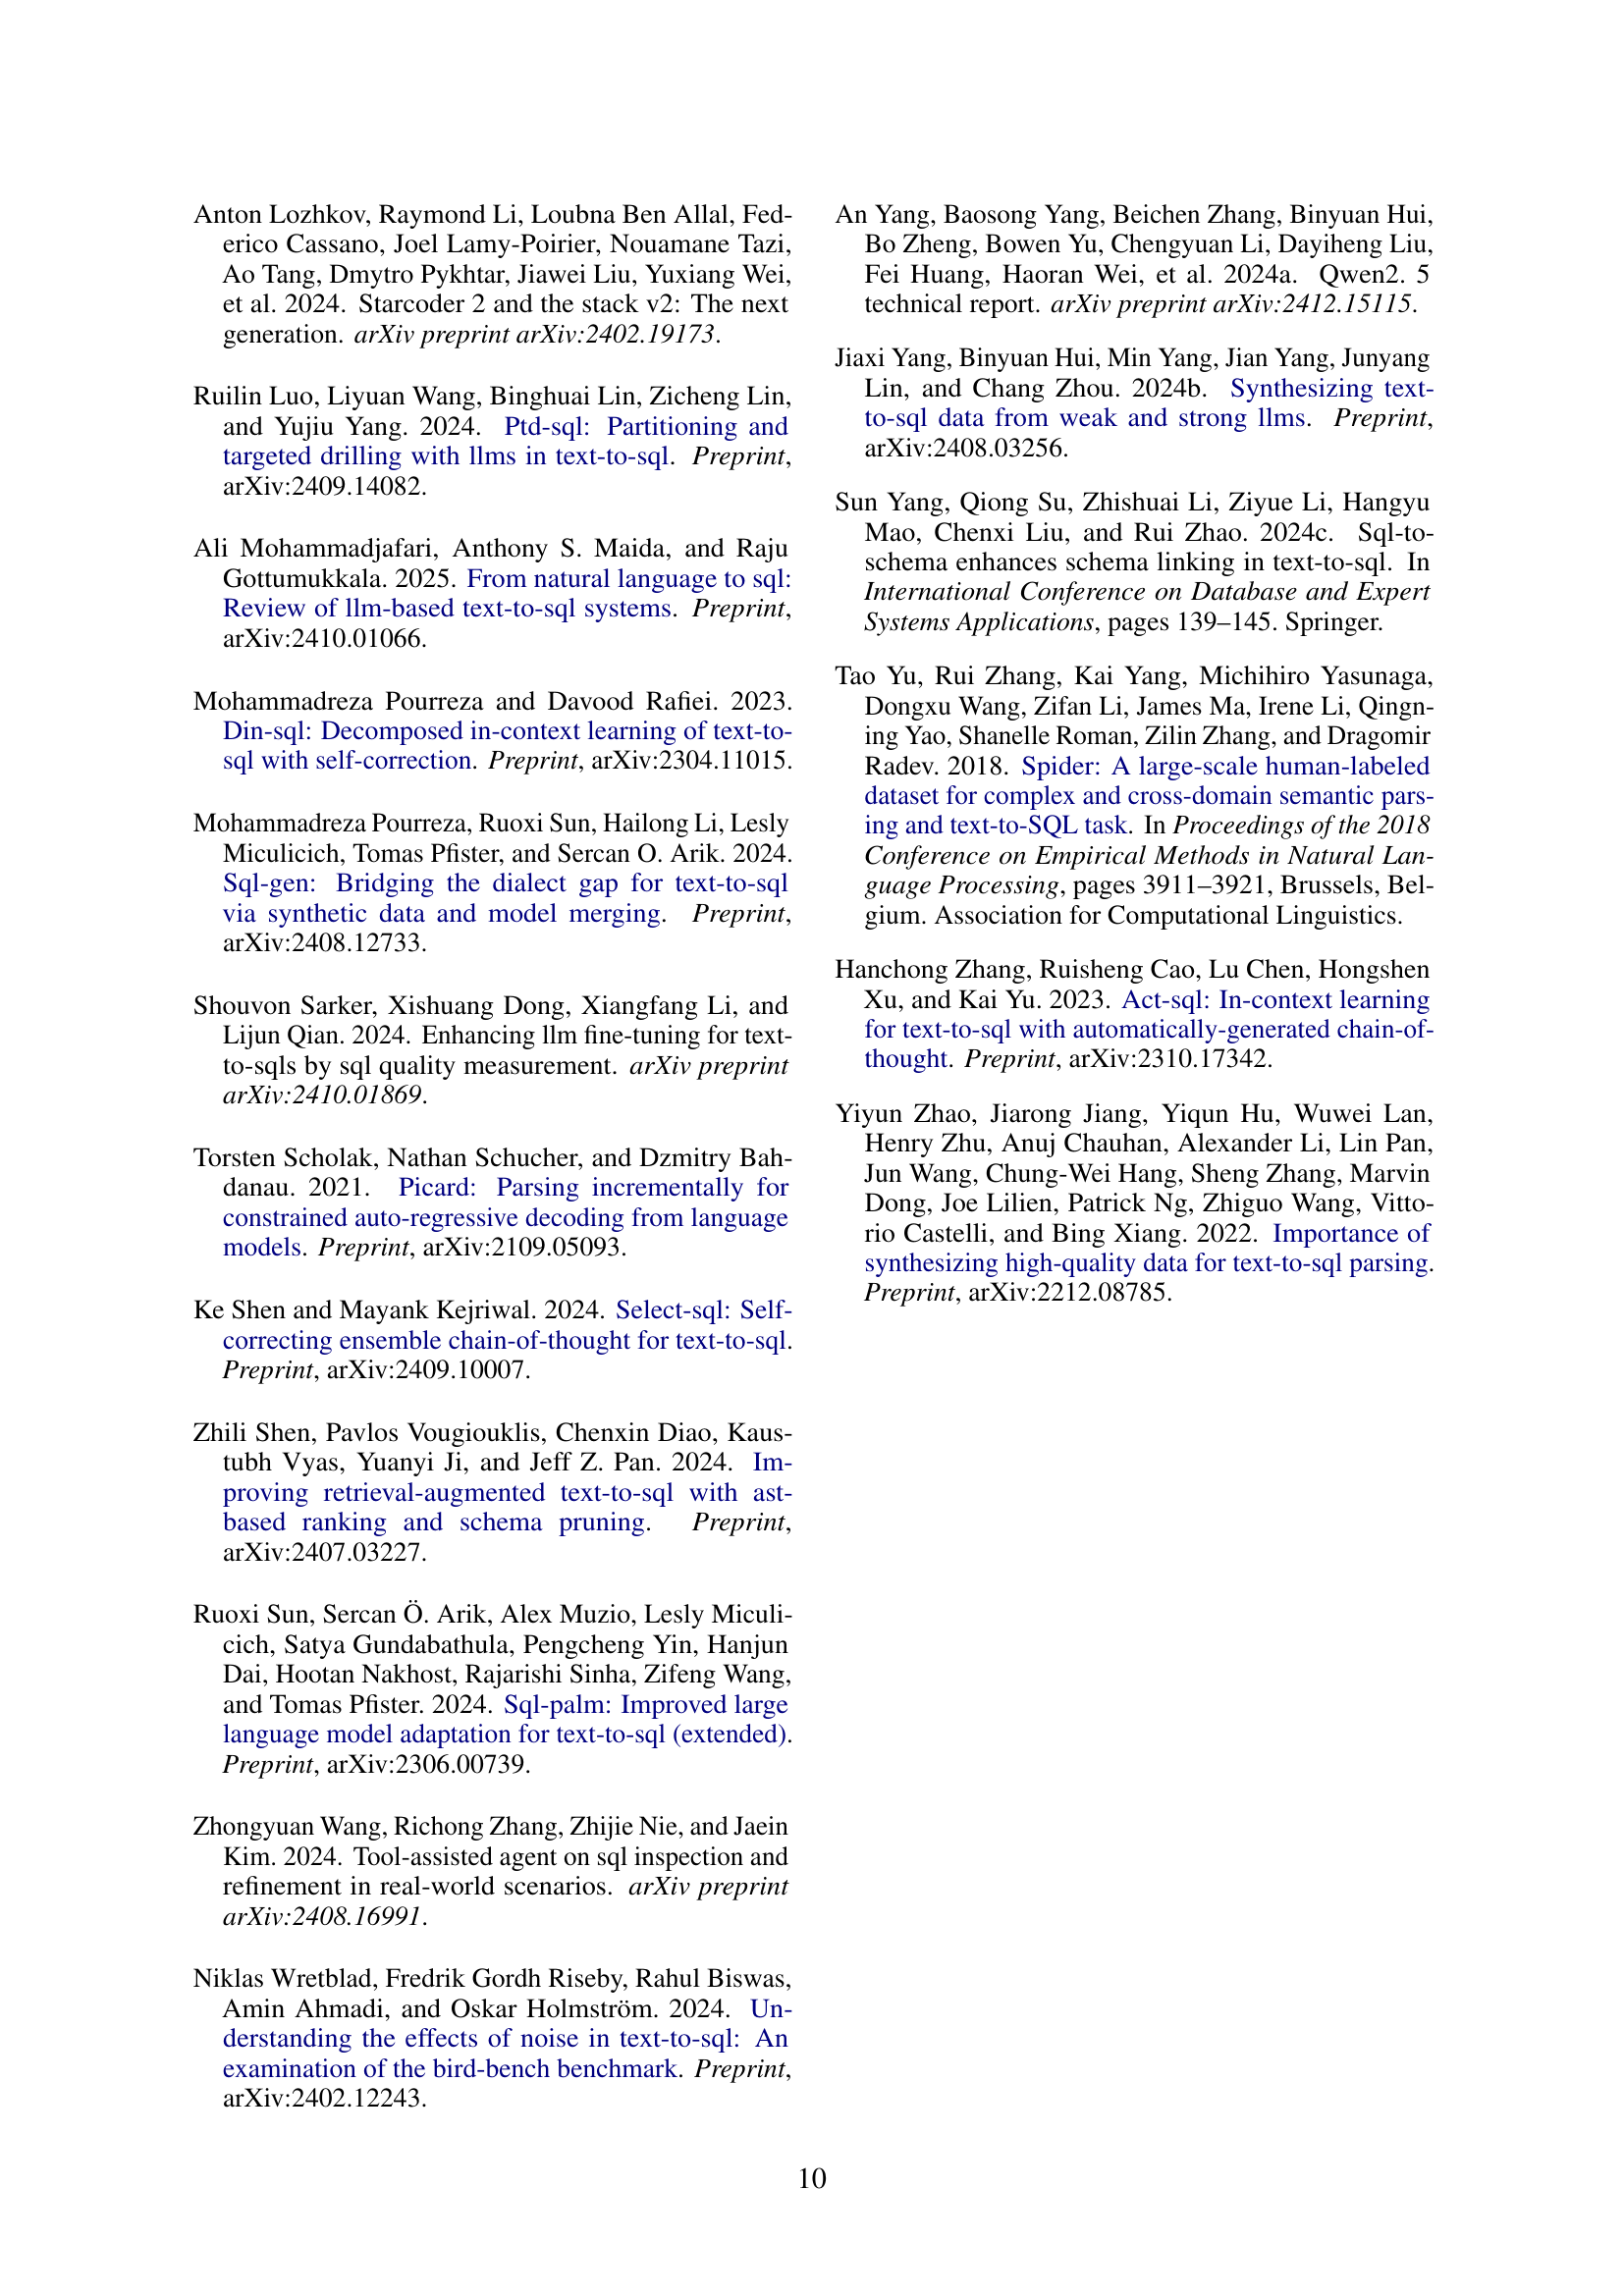 Anton Lozhkov, Raymond Li, Loubna Ben Allal, Fed-
erico Cassano, Joel Lamy-Poirier, Nouamane Tazi,
Ao Tang, Dmytro Pykhtar, Jiawei Liu, Yuxiang Wei,
et al. 2024. Starcoder 2 and the stack v2: The next
generation. arXiv preprint arXiv:2402.19173.
Ruilin Luo, Liyuan Wang, Binghuai Lin, Zicheng Lin,
and Yujiu Yang. 2024. Ptd-sql: Partitioning and
targeted drilling with llms in text-to-sql. Preprint,
arXiv:2409.14082.
Ali Mohammadjafari, Anthony S. Maida, and Raju
Gottumukkala. 2025. From natural language to sql:
Review of llm-based text-to-sql systems. Preprint,
arXiv:2410.01066.
Mohammadreza Pourreza and Davood Rafiei. 2023.
Din-sql: Decomposed in-context learning of text-to-
sql with self-correction. Preprint, arXiv:2304.11015.
Mohammadreza Pourreza, Ruoxi Sun, Hailong Li, Lesly
Miculicich, Tomas Pfister, and Sercan O. Arik. 2024.
Sql-gen: Bridging the dialect gap for text-to-sql
via synthetic data and model merging. Preprint,
arXiv:2408.12733.
Shouvon Sarker, Xishuang Dong, Xiangfang Li, and
Lijun Qian. 2024. Enhancing llm fine-tuning for text-
to-sqls by sql quality measurement. arXiv preprint
arXiv:2410.01869.
Torsten Scholak, Nathan Schucher, and Dzmitry Bah-
danau. 2021. Picard: Parsing incrementally for
constrained auto-regressive decoding from language
models. Preprint, arXiv:2109.05093.
Ke Shen and Mayank Kejriwal. 2024. Select-sql: Self-
correcting ensemble chain-of-thought for text-to-sql.
Preprint, arXiv:2409.10007.
Zhili Shen, Pavlos Vougiouklis, Chenxin Diao, Kaus-
tubh Vyas, Yuanyi Ji, and Jeff Z. Pan. 2024. Im-
proving retrieval-augmented text-to-sql with ast-
based ranking and schema pruning. Preprint,
arXiv:2407.03227.
Ruoxi Sun, Sercan Ö. Arik, Alex Muzio, Lesly Miculi-
cich, Satya Gundabathula, Pengcheng Yin, Hanjun
Dai, Hootan Nakhost, Rajarishi Sinha, Zifeng Wang,
and Tomas Pfister. 2024. Sql-palm: Improved large
language model adaptation for text-to-sql (extended).
Preprint, arXiv:2306.00739.
Zhongyuan Wang, Richong Zhang, Zhijie Nie, and Jaein
Kim. 2024. Tool-assisted agent on sql inspection and
refinement in real-world scenarios. arXiv preprint
arXiv:2408.16991.
Niklas Wretblad, Fredrik Gordh Riseby, Rahul Biswas,
Amin Ahmadi, and Oskar Holmström. 2024. Un-
derstanding the effects of noise in text-to-sql: An
examination of the bird-bench benchmark. Preprint,
arXiv:2402.12243.
An Yang, Baosong Yang, Beichen Zhang, Binyuan Hui,
Bo Zheng, Bowen Yu, Chengyuan Li, Dayiheng Liu,
Fei Huang, Haoran Wei, et al. 2024a. Qwen2. 5
technical report. arXiv preprint arXiv:2412.15115.
Jiaxi Yang, Binyuan Hui, Min Yang, Jian Yang, Junyang
Lin, and Chang Zhou. 2024b. Synthesizing text-
to-sql data from weak and strong llms. Preprint,
arXiv:2408.03256.
Sun Yang, Qiong Su, Zhishuai Li, Ziyue Li, Hangyu
Mao, Chenxi Liu, and Rui Zhao. 2024c. Sql-to-
schema enhances schema linking in text-to-sql. In
International Conference on Database and Expert
Systems Applications, pages 139–145. Springer.
Tao Yu, Rui Zhang, Kai Yang, Michihiro Yasunaga,
Dongxu Wang, Zifan Li, James Ma, Irene Li, Qingn-
ing Yao, Shanelle Roman, Zilin Zhang, and Dragomir
Radev. 2018. Spider: A large-scale human-labeled
dataset for complex and cross-domain semantic pars-
ing and text-to-SQL task. In Proceedings of the 2018
Conference on Empirical Methods in Natural Lan-
guage Processing, pages 3911–3921, Brussels, Bel-
gium. Association for Computational Linguistics.
Hanchong Zhang, Ruisheng Cao, Lu Chen, Hongshen
Xu, and Kai Yu. 2023. Act-sql: In-context learning
for text-to-sql with automatically-generated chain-of-
thought. Preprint, arXiv:2310.17342.
Yiyun Zhao, Jiarong Jiang, Yiqun Hu, Wuwei Lan,
Henry Zhu, Anuj Chauhan, Alexander Li, Lin Pan,
Jun Wang, Chung-Wei Hang, Sheng Zhang, Marvin
Dong, Joe Lilien, Patrick Ng, Zhiguo Wang, Vitto-
rio Castelli, and Bing Xiang. 2022. Importance of
synthesizing high-quality data for text-to-sql parsing.
Preprint, arXiv:2212.08785.
10